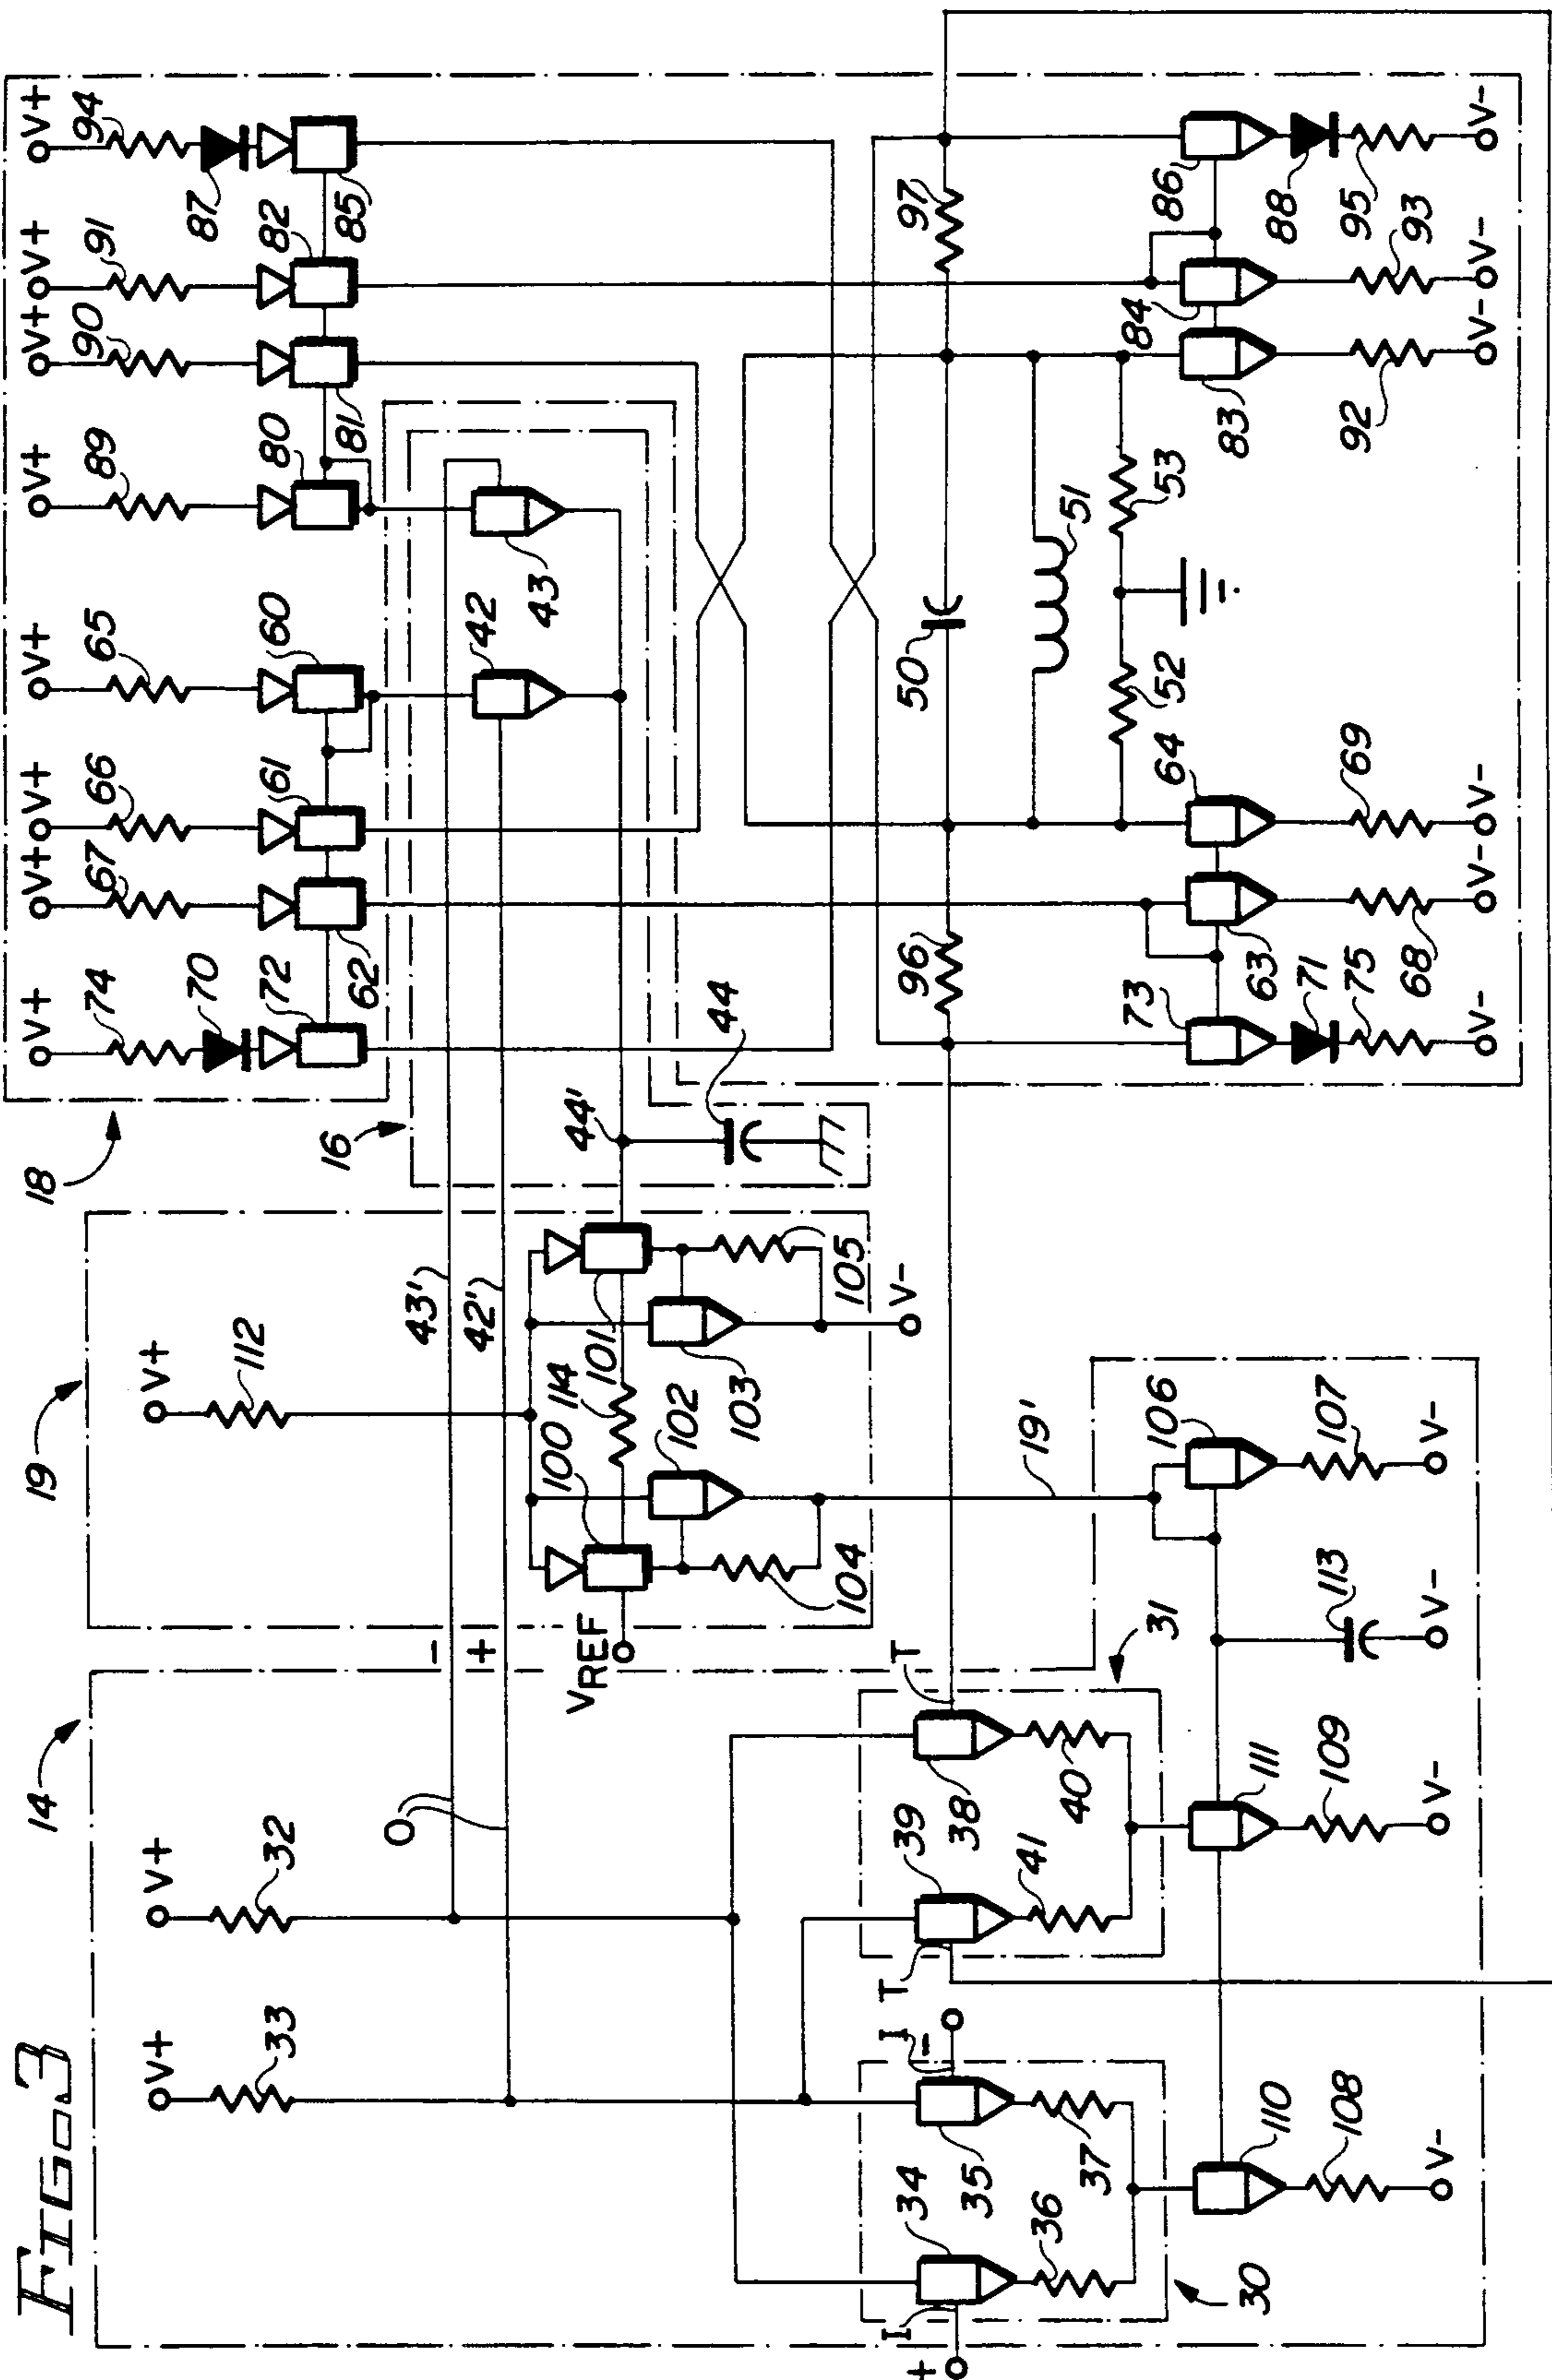 FIG-3
14
19
18
V+
V+
V+
V+
V+
V+
V+
V+
V+
V+
V+
33
32
112
74
67
66
65
89
90
91
94
70
87
72
62
61
60
80
81
82
85
16
O
-
+
43'
42'
42
43
VREF
100
114
101
44'
44
102
103
104
105
V-
+
I
34
35
I
-
T
39
38
T
96
50
97
36
37
41
40
31
19'
51
52
53
30
110
111
106
73
63
64
83
84
86
71
88
108
109
113
107
75
68
69
92
93
95
V-
V-
V-
V-
V-
V-
V-
V-
V-
V-